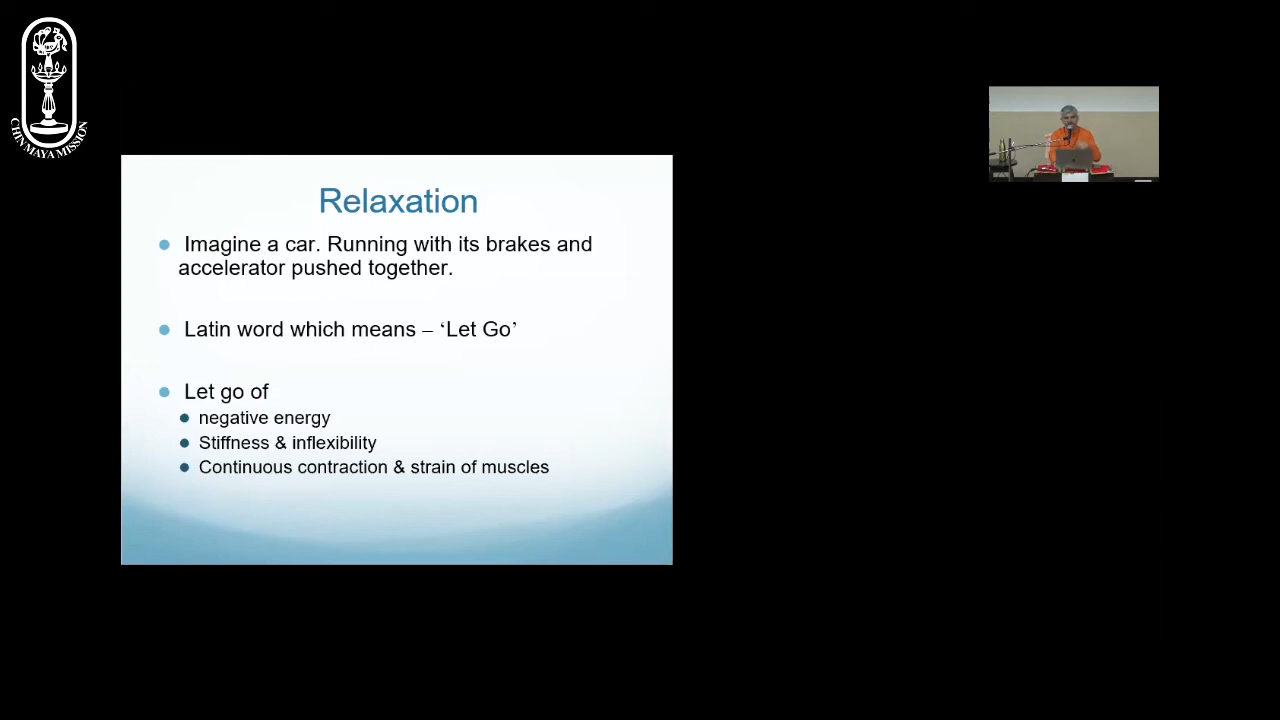 CHINMAYA MISSION
Relaxation
Imagine a car. Running with its brakes and
accelerator pushed together.
Latin word which means – ‘Let Go’
Let go of
negative energy
Stiffness & inflexibility
Continuous contraction & strain of muscles